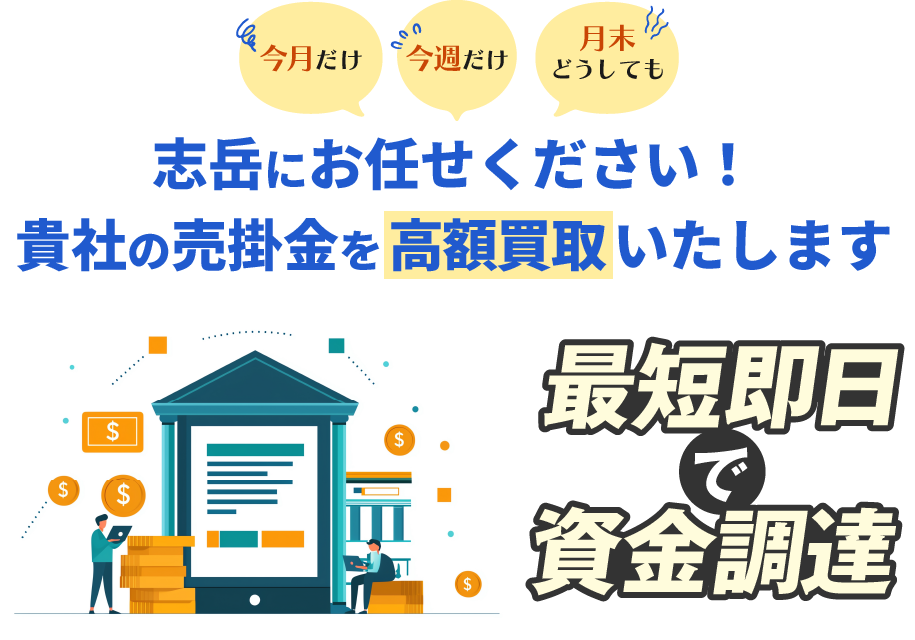 今月だけ
今週だけ
月末
どうしても
志岳にお任せください！
貴社の売掛金を高額買取いたします
最短即日
で
資金調達
$
$
$
$
$